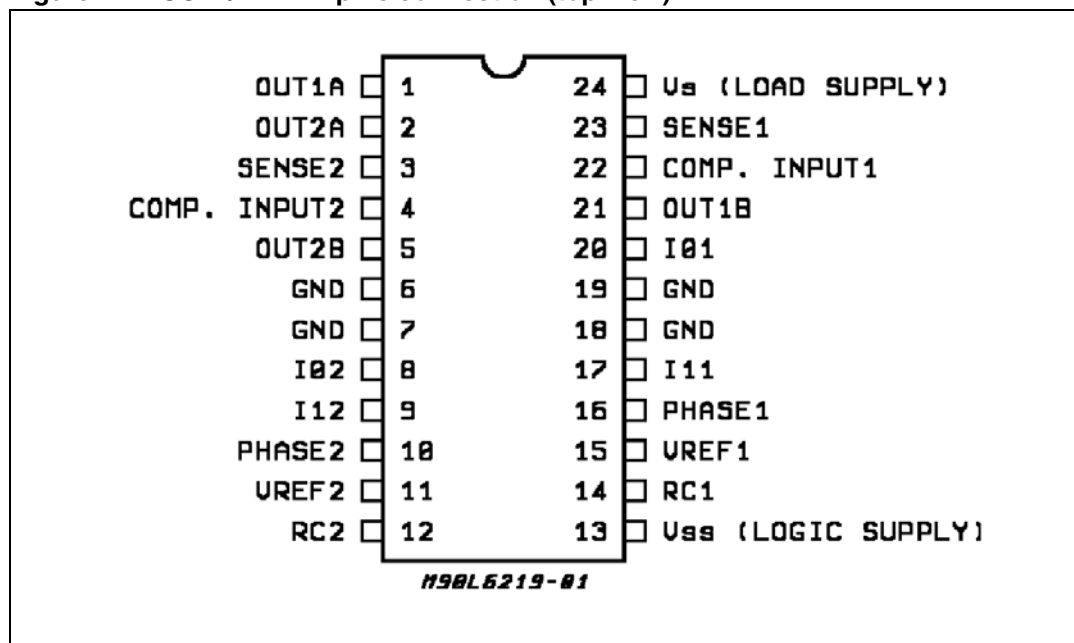 OUT1A 1 24 Vs (LOAD SUPPLY)
OUT2A 2 23 SENSE1
SENSE2 3 22 COMP. INPUT1
COMP. INPUT2 4 21 OUT1B
OUT2B 5 20 I01
GND 6 19 GND
GND 7 18 GND
I02 8 17 I11
I12 9 16 PHASE1
PHASE2 10 15 VREF1
VREF2 11 14 RC1
RC2 12 13 Vss (LOGIC SUPPLY)
M90L6219-01